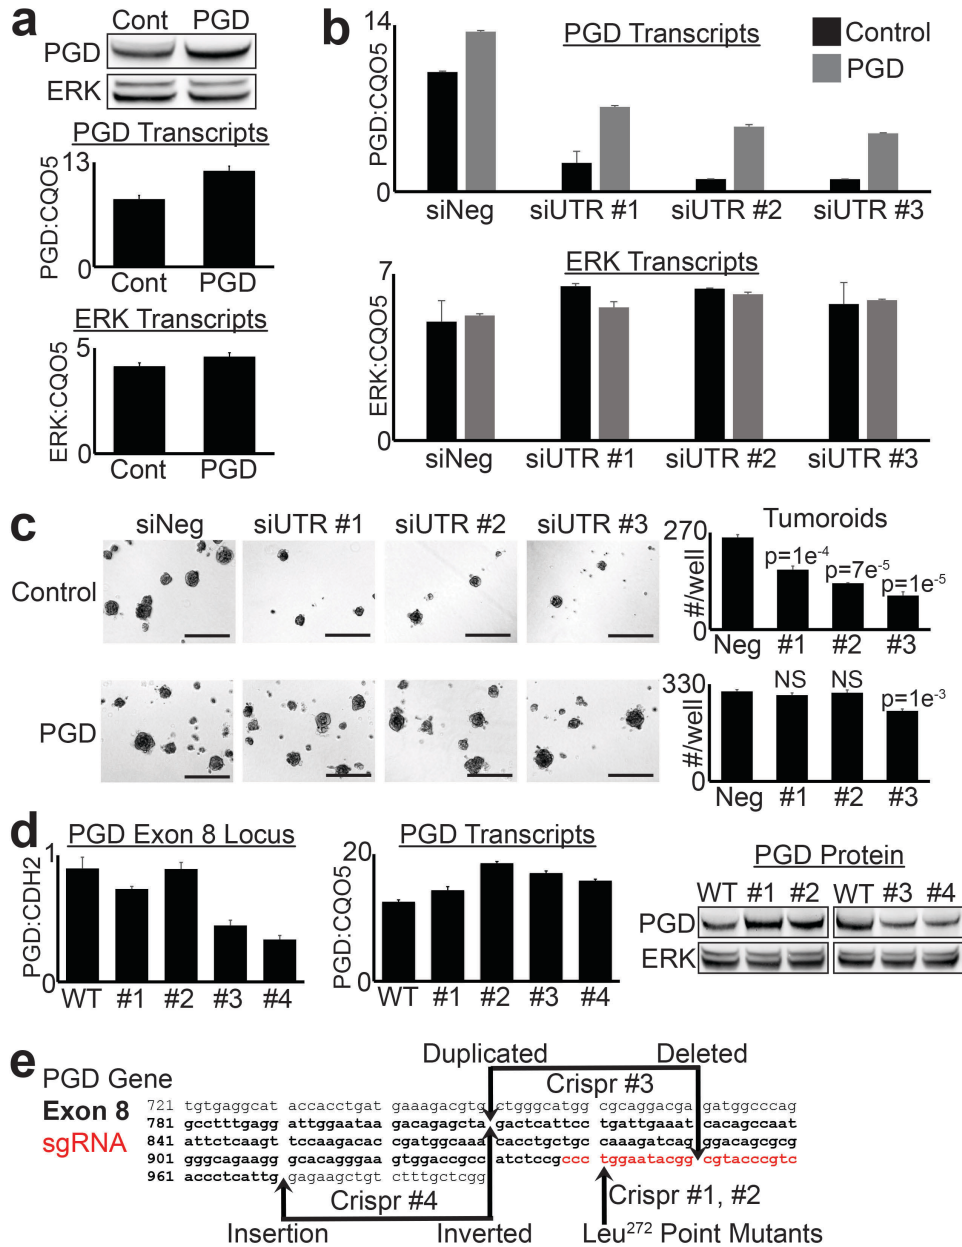 a
Cont PGD
PGD
ERK
PGD Transcripts
13
PGD:CQO5
0
Cont PGD
ERK Transcripts
5
ERK:CQO5
0
Cont PGD
b
14
PGD Transcripts
Control
PGD
PGD:CQO5
0
siNeg siUTR #1 siUTR #2 siUTR #3
7
ERK Transcripts
ERK:CQO5
0
siNeg siUTR #1 siUTR #2 siUTR #3
c
siNeg siUTR #1 siUTR #2 siUTR #3
Control
PGD
Tumoroids
270
p=1e-4
p=7e-5
p=1e-5
#/well
0
Neg #1 #2 #3
330
NS NS
p=1e-3
#/well
0
Neg #1 #2 #3
d
PGD Exon 8 Locus
1
PGD:CDH2
0
WT #1 #2 #3 #4
PGD Transcripts
20
PGD:CQO5
0
WT #1 #2 #3 #4
PGD Protein
WT #1 #2 WT #3 #4
PGD
ERK
e
PGD Gene
Exon 8
sgRNA
Duplicated Deleted
Crispr #3
721 tgtgaggcat accacctgat gaaagacgtg ctgggcatgg cgcaggacga gatggcccag
781 gcctttgagg attggaataa gacagagcta gactcattcc tgattgaaat cacagccaat
841 attctcaagt tccaagacac cgatggcaaa cacctgctgc caaagatcag ggacagcgcg
901 gggcagaagg gcacagggaa gtggaccgcc atctccgccc tggaatacgg cgtacccgtc
961 accctcattg gagaagctgt ctttgctcgg
Crispr #4
Crispr #1, #2
Insertion Inverted Leu272 Point Mutants